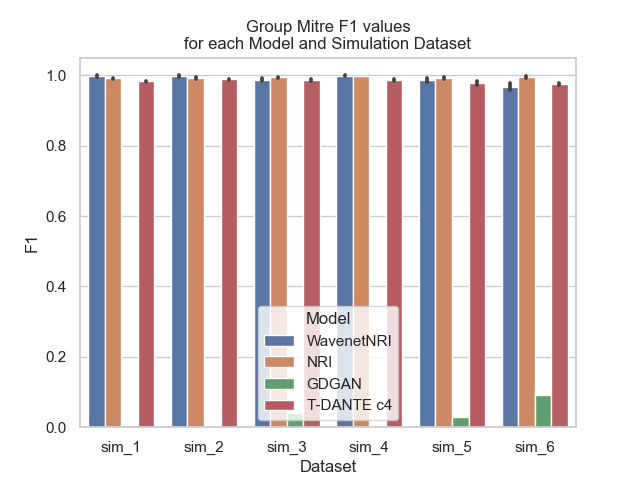 Group Mitre F1 values
for each Model and Simulation Dataset
1.0
0.8
0.6
0.4
0.2
0.0
F1
Model
WavenetNRI
NRI
GDGAN
T-DANTE c4
sim_1 sim_2 sim_3 sim_4 sim_5 sim_6
Dataset